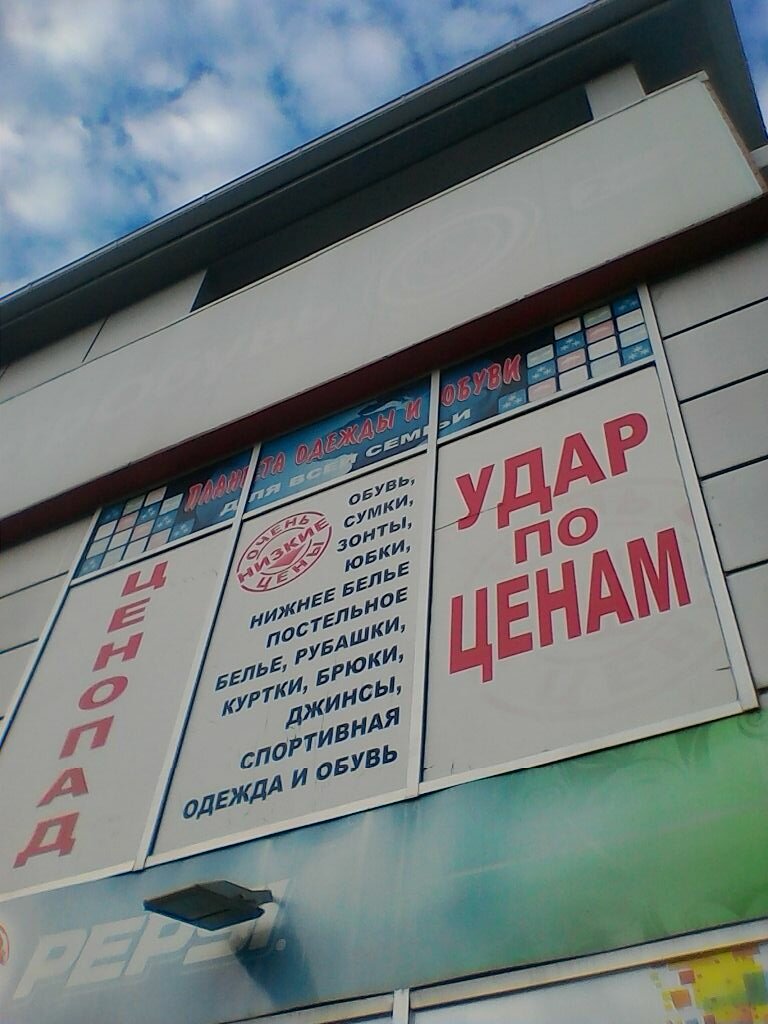 ПЛАНЕТА ОДЕЖДЫ И ОБУВИ
ДЛЯ ВСЕЙ СЕМЬИ
ЦЕНОПАД
ОЧЕНЬ
НИЗКИЕ
ЦЕНЫ
ОБУВЬ,
СУМКИ,
ЗОНТЫ,
ЮБКИ,
НИЖНЕЕ БЕЛЬЕ
ПОСТЕЛЬНОЕ
БЕЛЬЕ, РУБАШКИ,
КУРТКИ, БРЮКИ,
ДЖИНСЫ,
СПОРТИВНАЯ
ОДЕЖДА И ОБУВЬ
УДАР
ПО
ЦЕНАМ
PEPSI